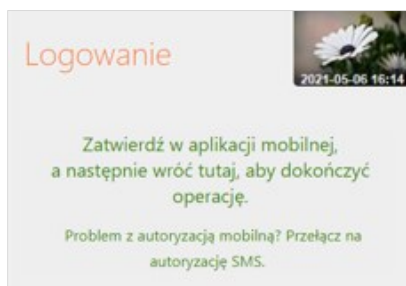 Logowanie
2021-05-06 16:14
Zatwierdź w aplikacji mobilnej,
a następnie wróć tutaj, aby dokończyć
operację.
Problem z autoryzacją mobilną? Przełącz na
autoryzację SMS.